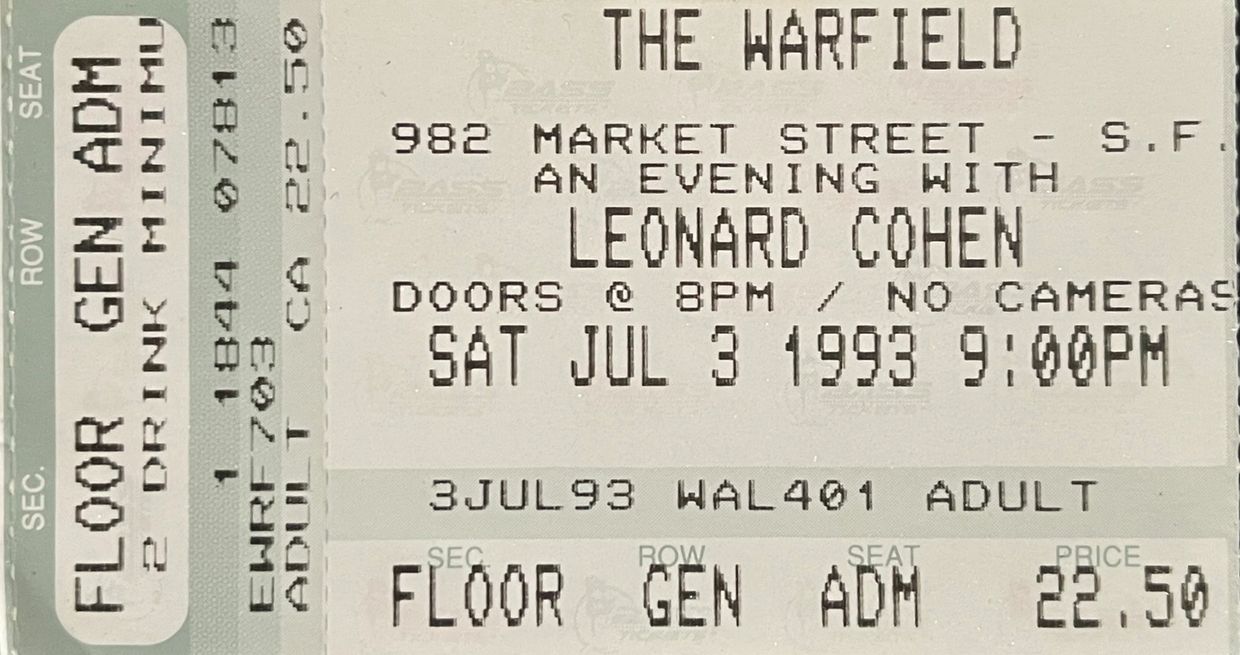 SEC. ROW SEAT
FLOOR GEN ADM
2 DRINK MINIMU
1 1844 07813
EWRF703
ADULT CA 22.50
THE WARFIELD
982 MARKET STREET - S.F.
AN EVENING WITH
LEONARD COHEN
DOORS @ 8PM / NO CAMERAS
SAT JUL 3 1993 9:00PM
3JUL93 WAL401 ADULT
SEC. ROW SEAT PRICE
FLOOR GEN ADM 22.50
BASS TICKETS